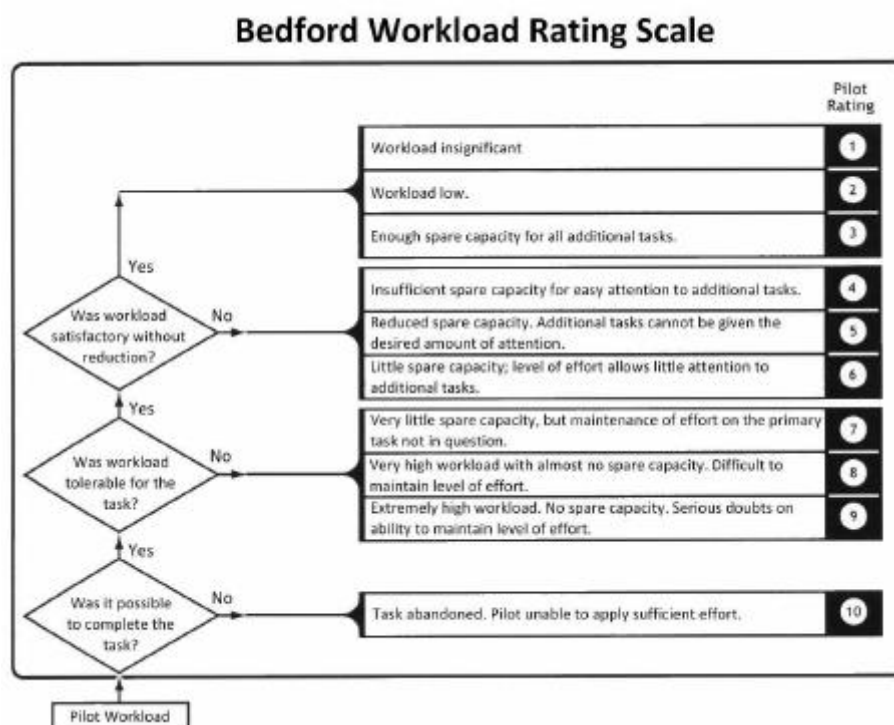 Bedford Workload Rating Scale
Pilot
Rating
Workload insignificant
1
Workload low.
2
Enough spare capacity for all additional tasks.
3
Yes
Insufficient spare capacity for easy attention to additional tasks.
4
Was workload
satisfactory without
reduction?
No
Reduced spare capacity. Additional tasks cannot be given the
desired amount of attention.
5
Little spare capacity; level of effort allows little attention to
additional tasks.
6
Yes
Very little spare capacity, but maintenance of effort on the primary
task not in question.
7
Was workload
tolerable for the
task?
No
Very high workload with almost no spare capacity. Difficult to
maintain level of effort.
8
Extremely high workload. No spare capacity. Serious doubts on
ability to maintain level of effort.
9
Yes
Was it possible
to complete the
task?
No
Task abandoned. Pilot unable to apply sufficient effort.
10
Pilot Workload